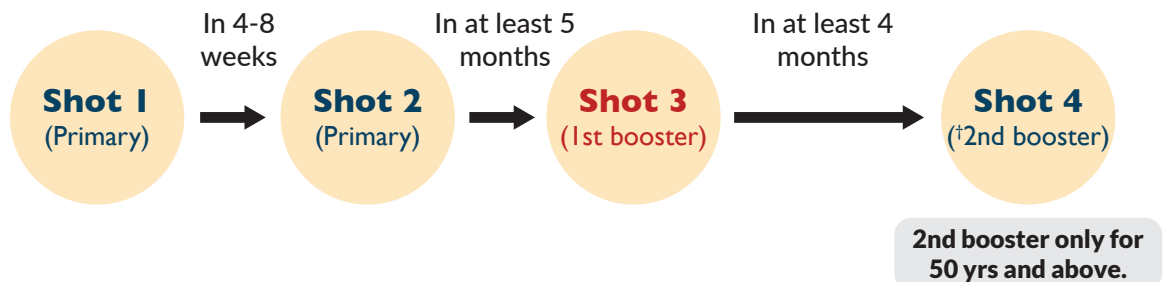 In 4-8
weeks
In at least 5
months
In at least 4
months
Shot 1
(Primary)
Shot 2
(Primary)
Shot 3
(1st booster)
Shot 4
(†2nd booster)
2nd booster only for
50 yrs and above.